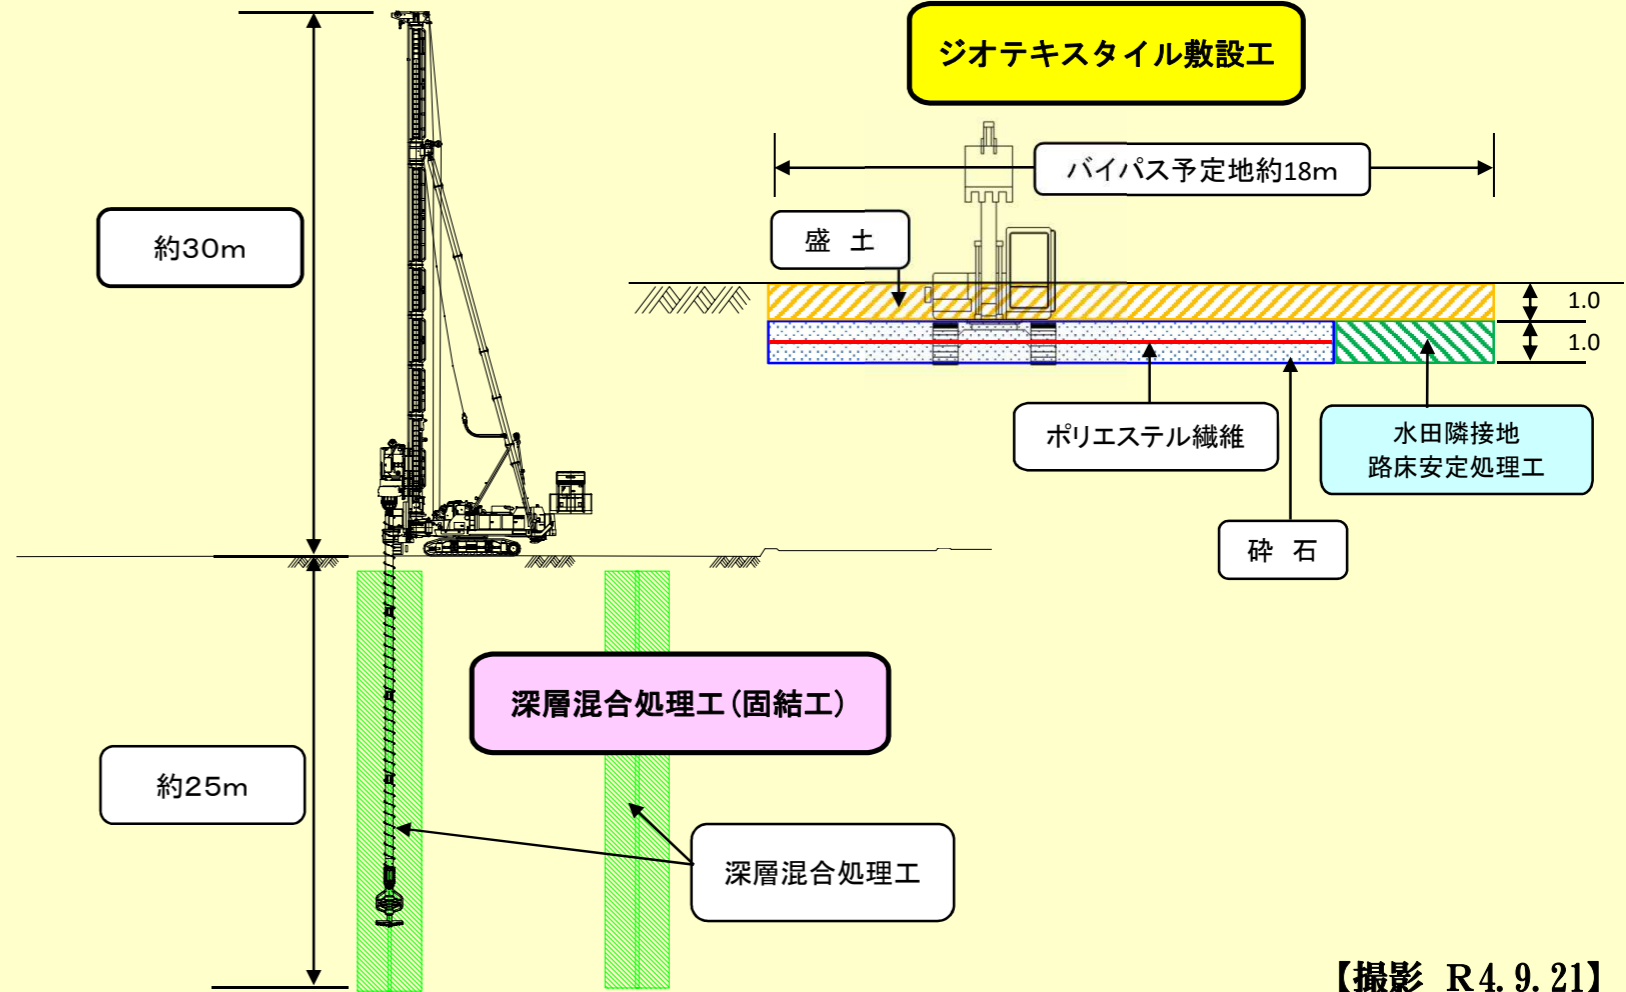 ジオテキスタイル敷設工
バイパス予定地約18m
約30m
盛 土
1.0
1.0
ポリエステル繊維
水田隣接地
路床安定処理工
砕 石
深層混合処理工(固結工)
約25m
深層混合処理工
【撮影 R4.9.21】